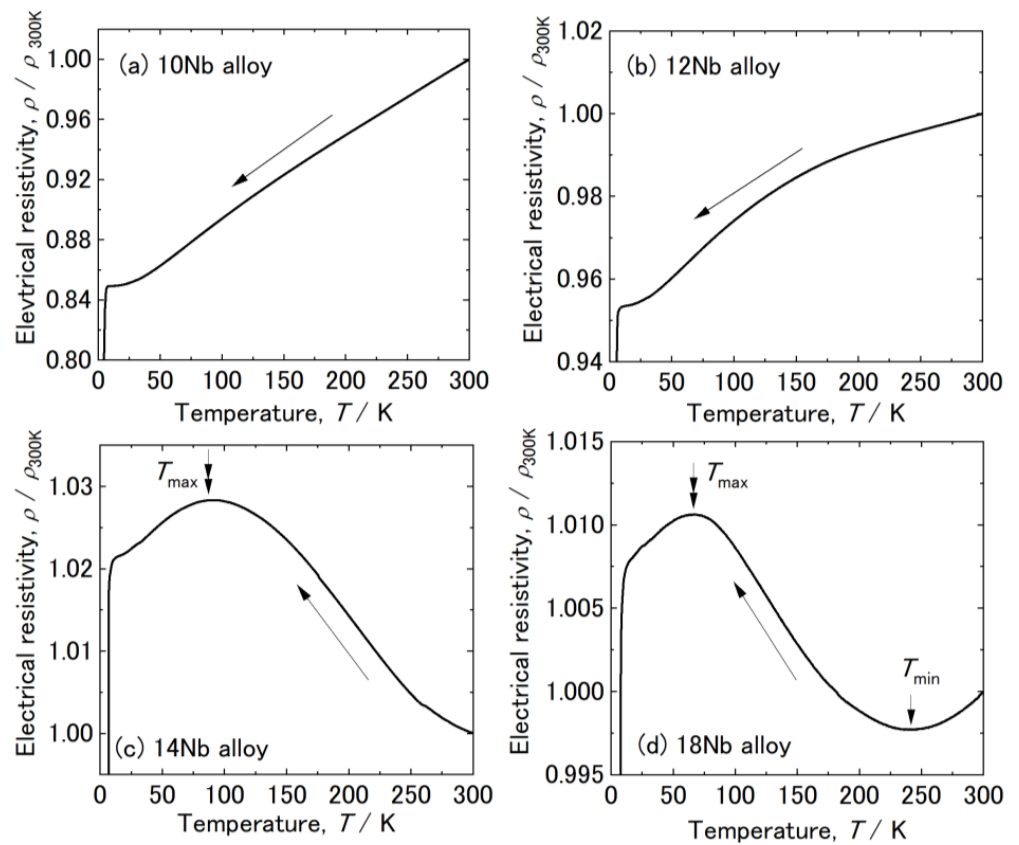 Elevtrical resistivity, ρ / ρ300K
(a) 10Nb alloy
1.00
0.96
0.92
0.88
0.84
0.80
0 50 100 150 200 250 300
Temperature, T / K
Electrical resistivity, ρ / ρ300K
(b) 12Nb alloy
1.02
1.00
0.98
0.96
0.94
0 50 100 150 200 250 300
Temperature, T / K
Electrical resistivity, ρ / ρ300K
Tmax
1.03
1.02
1.01
1.00
(c) 14Nb alloy
0 50 100 150 200 250 300
Temperature, T / K
Electrical resistivity, ρ / ρ300K
1.015
Tmax
1.010
1.005
Tmin
1.000
(d) 18Nb alloy
0.995
0 50 100 150 200 250 300
Temperature, T / K